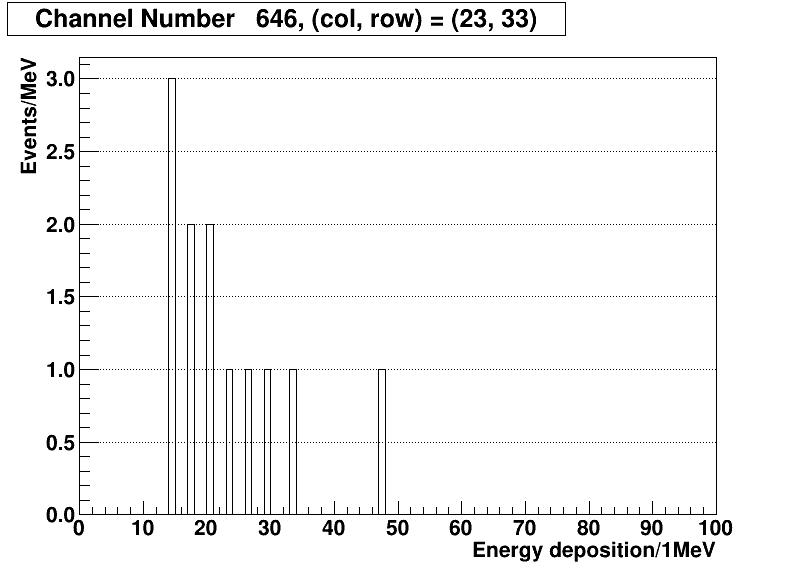 Channel Number 646, (col, row) = (23, 33)
Events/MeV
3.0
2.5
2.0
1.5
1.0
0.5
0.0
0 10 20 30 40 50 60 70 80 90 100
Energy deposition/1MeV